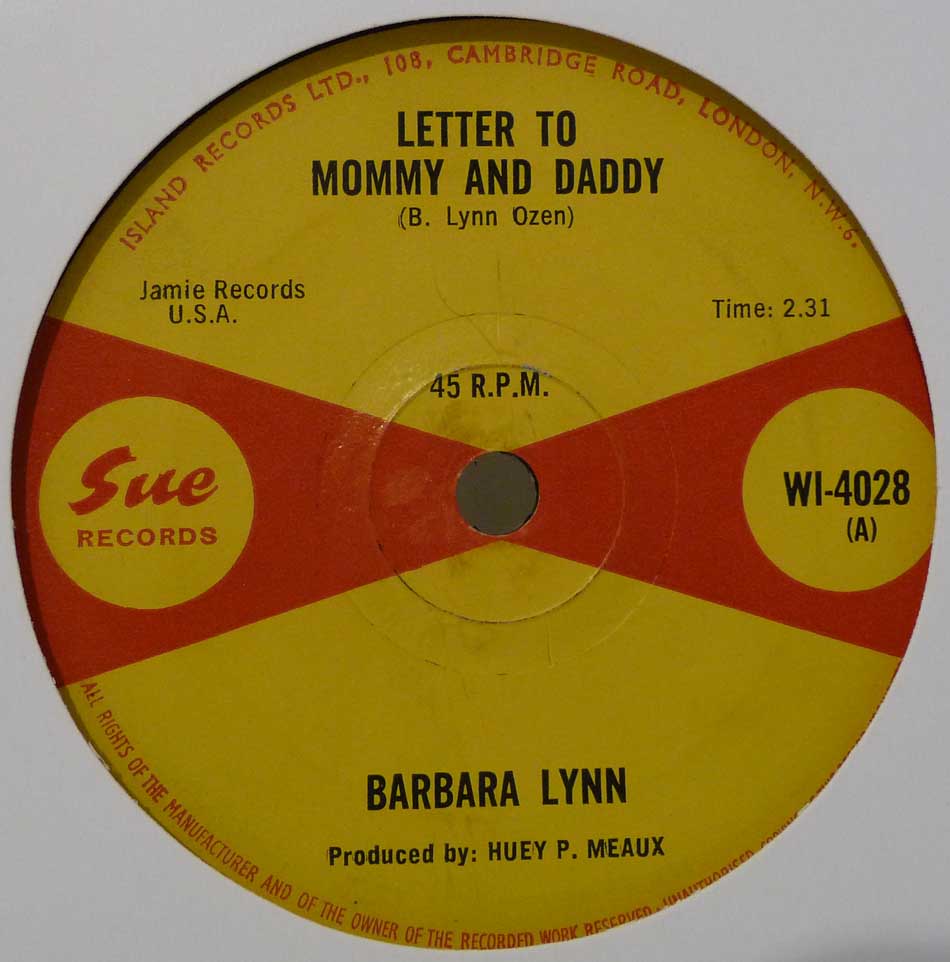 ISLAND RECORDS LTD., 108, CAMBRIDGE ROAD, LONDON, N.W.6.
LETTER TO
MOMMY AND DADDY
(B. Lynn Ozen)
Jamie Records
U.S.A.
Time: 2.31
45 R.P.M.
Sue
RECORDS
WI-4028
(A)
BARBARA LYNN
Produced by: HUEY P. MEAUX
ALL RIGHTS OF THE MANUFACTURER AND OF THE OWNER OF THE RECORDED WORK RESERVED · UNAUTHORISED